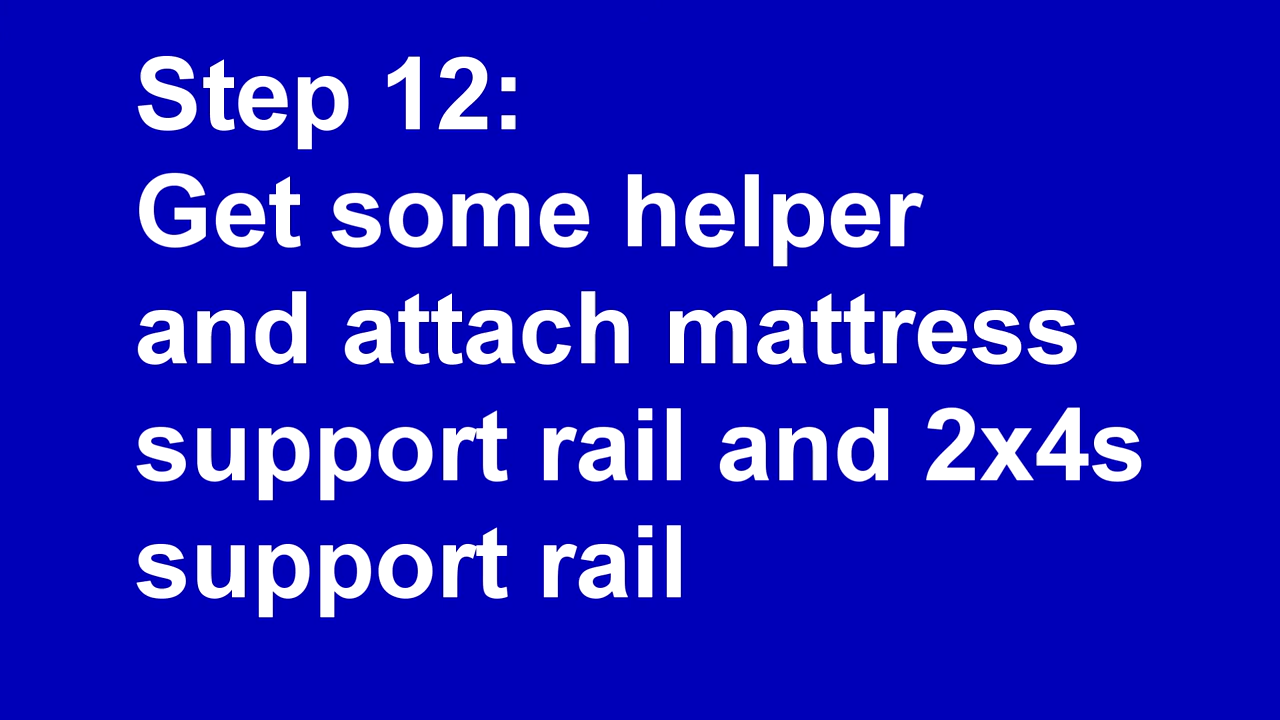 Step 12:
Get some helper
and attach mattress
support rail and 2x4s
support rail